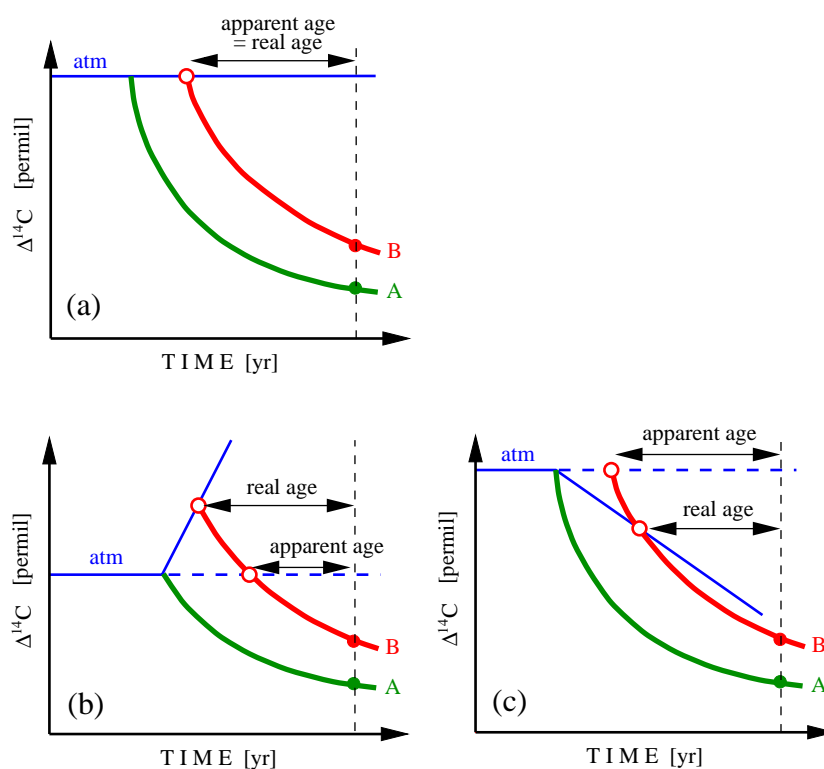 apparent age
= real age
atm
Δ¹⁴C [permil]
B
A
(a)
T I M E [yr]
real age
apparent age
atm
Δ¹⁴C [permil]
B
A
(b)
T I M E [yr]
apparent age
atm
real age
Δ¹⁴C [permil]
B
A
(c)
T I M E [yr]